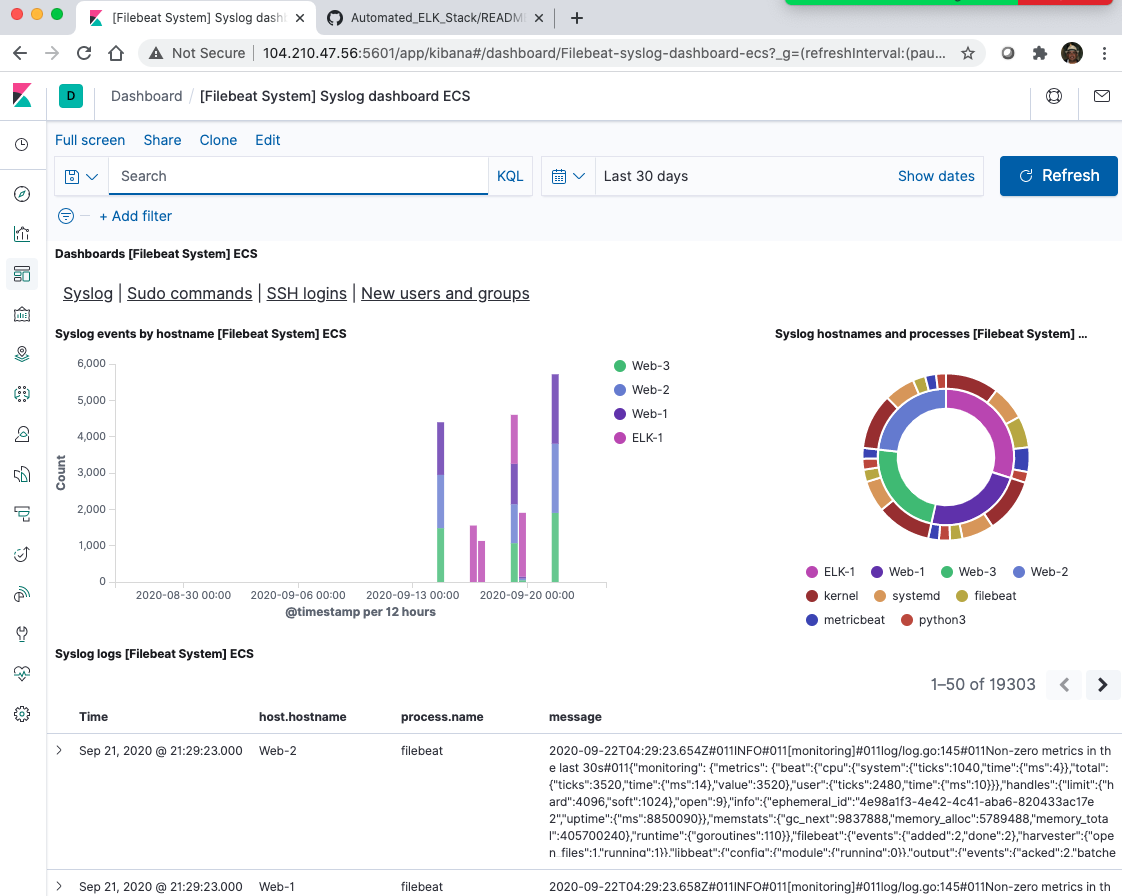 [Filebeat System] Syslog dash
Automated_ELK_Stack/READM
Not Secure 104.210.47.56:5601/app/kibana#/dashboard/Filebeat-syslog-dashboard-ecs?_g=(refreshInterval:(pau...
D Dashboard / [Filebeat System] Syslog dashboard ECS
Full screen Share Clone Edit
Search KQL Last 30 days Show dates Refresh
+ Add filter
Dashboards [Filebeat System] ECS
Syslog | Sudo commands | SSH logins | New users and groups
Syslog events by hostname [Filebeat System] ECS
6,000
5,000
4,000
3,000
2,000
1,000
0
Count
2020-08-30 00:00 2020-09-06 00:00 2020-09-13 00:00 2020-09-20 00:00
@timestamp per 12 hours
Web-3
Web-2
Web-1
ELK-1
Syslog hostnames and processes [Filebeat System] ...
ELK-1 Web-1 Web-3 Web-2
kernel systemd filebeat
metricbeat python3
Syslog logs [Filebeat System] ECS
1–50 of 19303
Time host.hostname process.name message
Sep 21, 2020 @ 21:29:23.000 Web-2 filebeat 2020-09-22T04:29:23.654Z#011INFO#011[monitoring]#011log/log.go:145#011Non-zero metrics in th
e last 30s#011{"monitoring": {"metrics": {"beat":{"cpu":{"system":{"ticks":1040,"time":{"ms":4}},"total":
{"ticks":3520,"time":{"ms":14},"value":3520},"user":{"ticks":2480,"time":{"ms":10}}},"handles":{"limit":{"h
ard":4096,"soft":1024},"open":9},"info":{"ephemeral_id":"4e98a1f3-4e42-4c41-aba6-820433ac17e
2","uptime":{"ms":8850090}},"memstats":{"gc_next":9837888,"memory_alloc":5789488,"memory_tota
l":405700240},"runtime":{"goroutines":110}},"filebeat":{"events":{"added":2,"done":2},"harvester":{"ope
n_files":1,"running":1}},"libbeat":{"config":{"module":{"running":0}},"output":{"events":{"acked":2,"batche
Sep 21, 2020 @ 21:29:23.000 Web-1 filebeat 2020-09-22T04:29:23.658Z#011INFO#011[monitoring]#011log/log.go:145#011Non-zero metrics in th